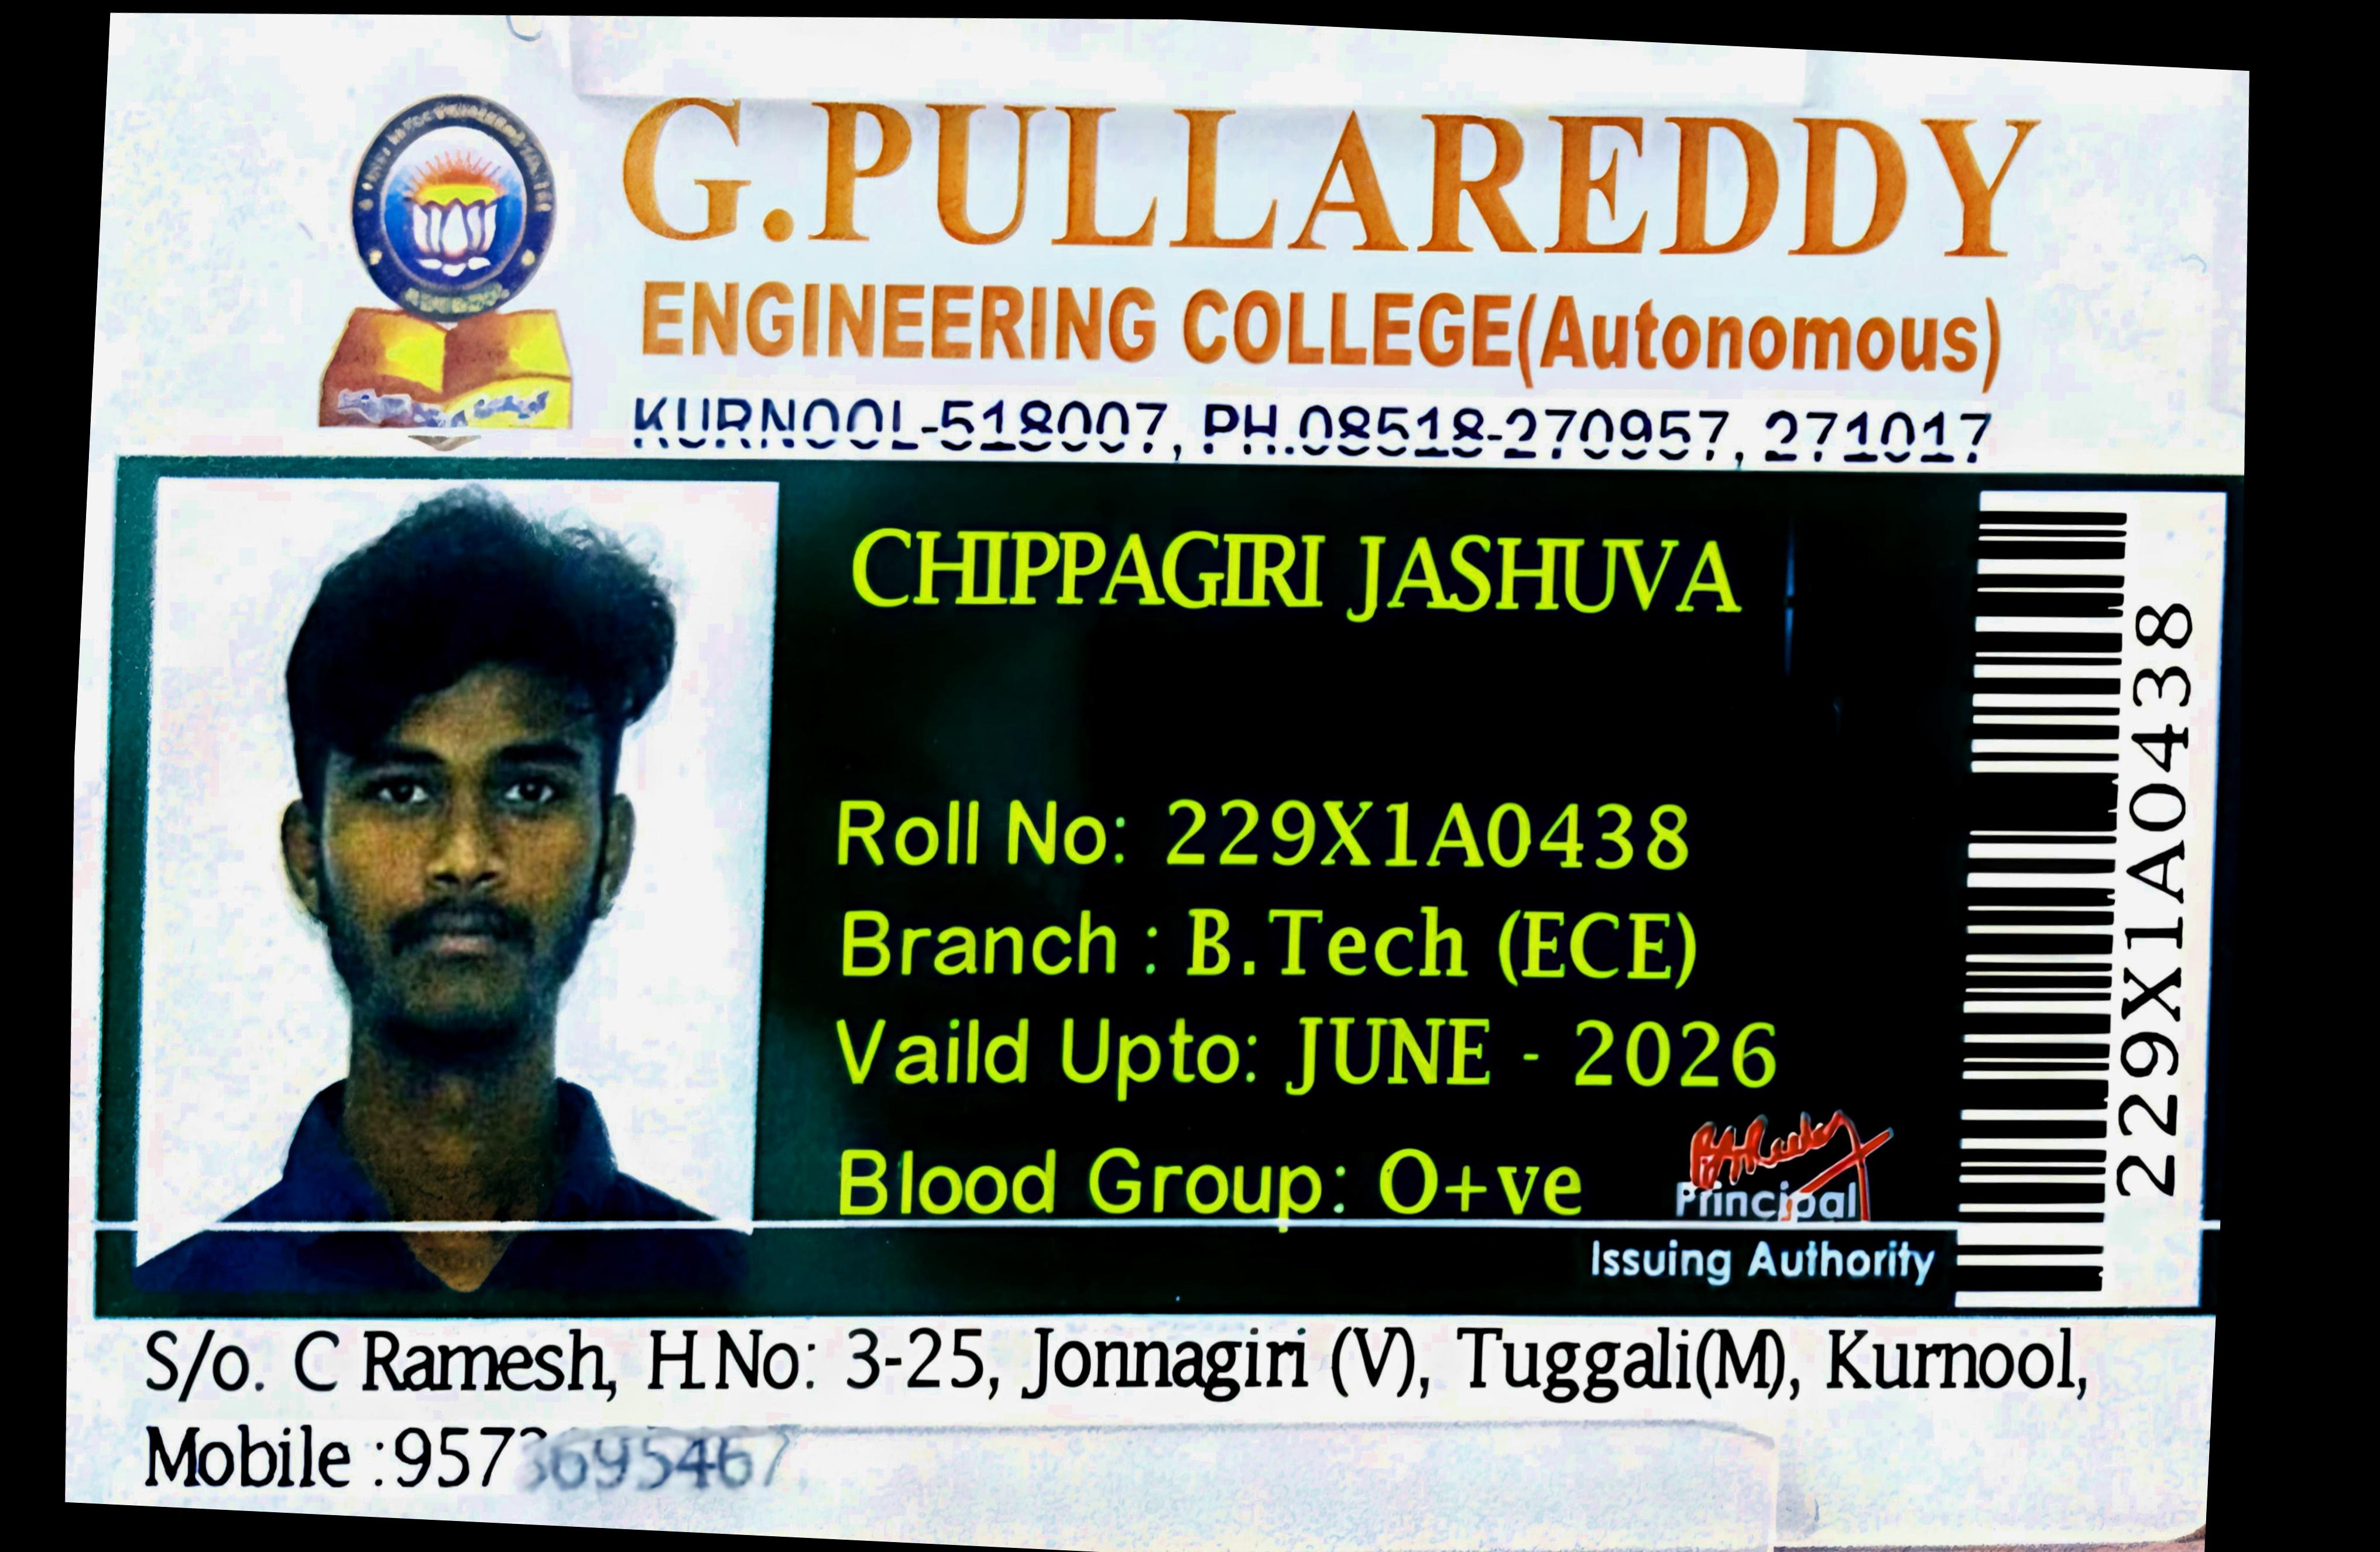 G.PULLAREDDY
ENGINEERING COLLEGE(Autonomous)
KURNOOL-518007, PH.08518-270957, 271017
CHIPPAGIRI JASHUVA
Roll No: 229X1A0438
Branch : B.Tech (ECE)
Vaild Upto: JUNE - 2026
Blood Group: O+ve
Principal
Issuing Authority
229X1A0438
S/o. C Ramesh, H.No: 3-25, Jonnagiri (V), Tuggali(M), Kurnool,
Mobile :9573695467